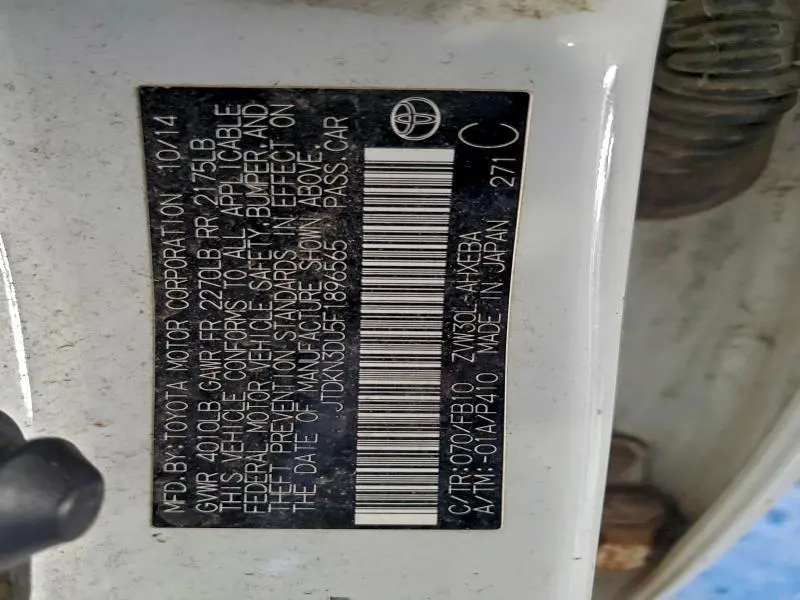 MFD.BY:TOYOTA MOTOR CORPORATION 10/14
GVWR 4010LB GAWR FR 2270LB RR 2175LB
THIS VEHICLE CONFORMS TO ALL APPLICABLE
FEDERAL MOTOR VEHICLE SAFETY, BUMPER, AND
THEFT PREVENTION STANDARDS IN EFFECT ON
THE DATE OF MANUFACTURE SHOWN ABOVE.
JTDKN3DU5F1896565 PASS.CAR
C/TR:070/FB10 ZVW30L-AHXEBA
A/TM:-01A/P410 MADE IN JAPAN 271 C